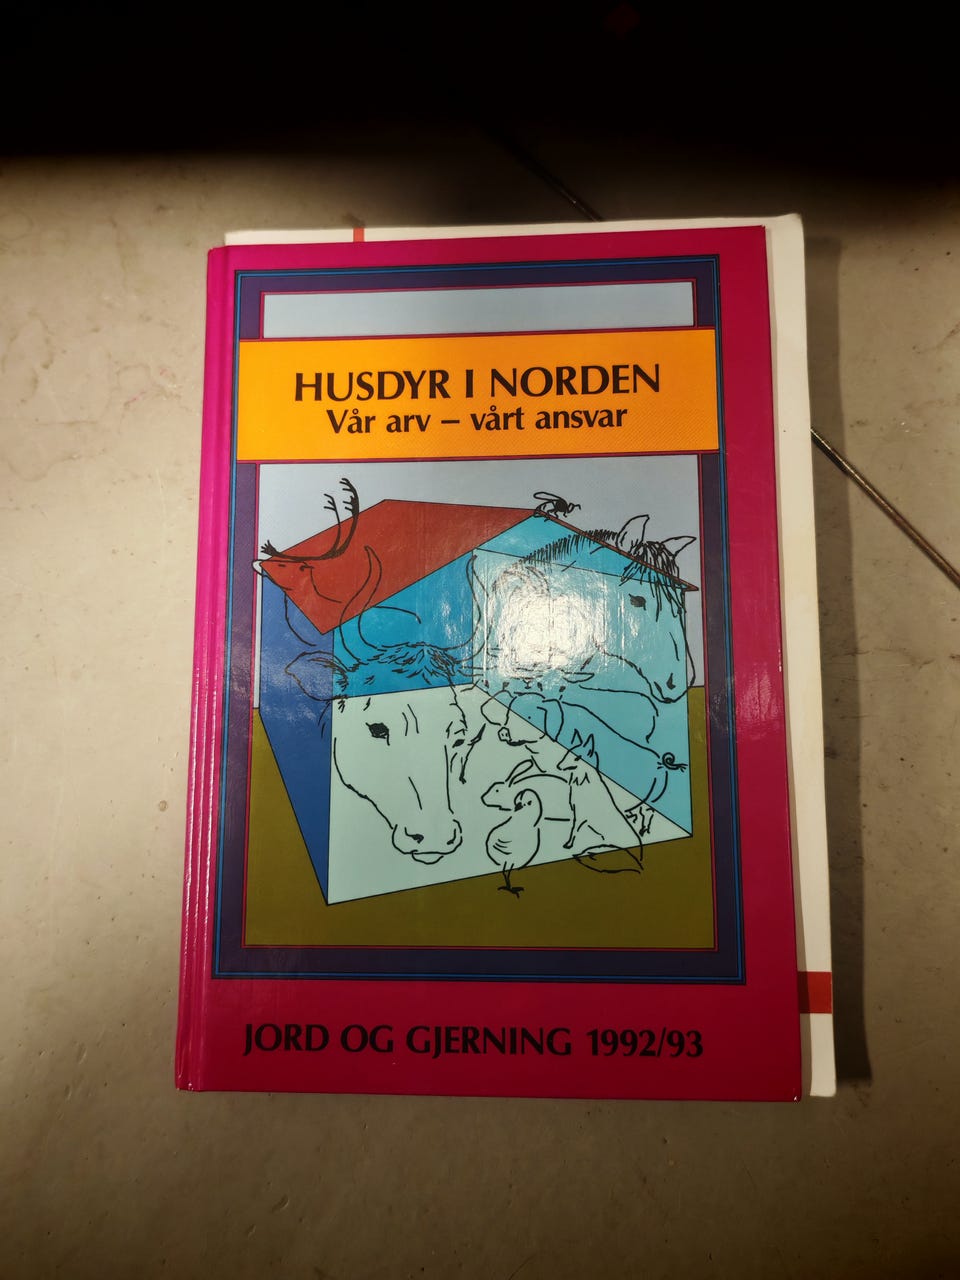 HUSDYR I NORDEN
Vår arv – vårt ansvar
JORD OG GJERNING 1992/93